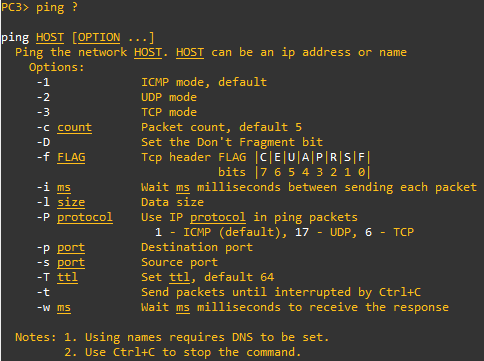 PC3> ping ?
ping HOST [OPTION ...]
Ping the network HOST. HOST can be an ip address or name
Options:
-1 ICMP mode, default
-2 UDP mode
-3 TCP mode
-c count Packet count, default 5
-D Set the Don't Fragment bit
-f FLAG Tcp header FLAG |C|E|U|A|P|R|S|F|
bits |7 6 5 4 3 2 1 0|
-i ms Wait ms milliseconds between sending each packet
-l size Data size
-P protocol Use IP protocol in ping packets
1 - ICMP (default), 17 - UDP, 6 - TCP
-p port Destination port
-s port Source port
-T ttl Set ttl, default 64
-t Send packets until interrupted by Ctrl+C
-w ms Wait ms milliseconds to receive the response
Notes: 1. Using names requires DNS to be set.
2. Use Ctrl+C to stop the command.